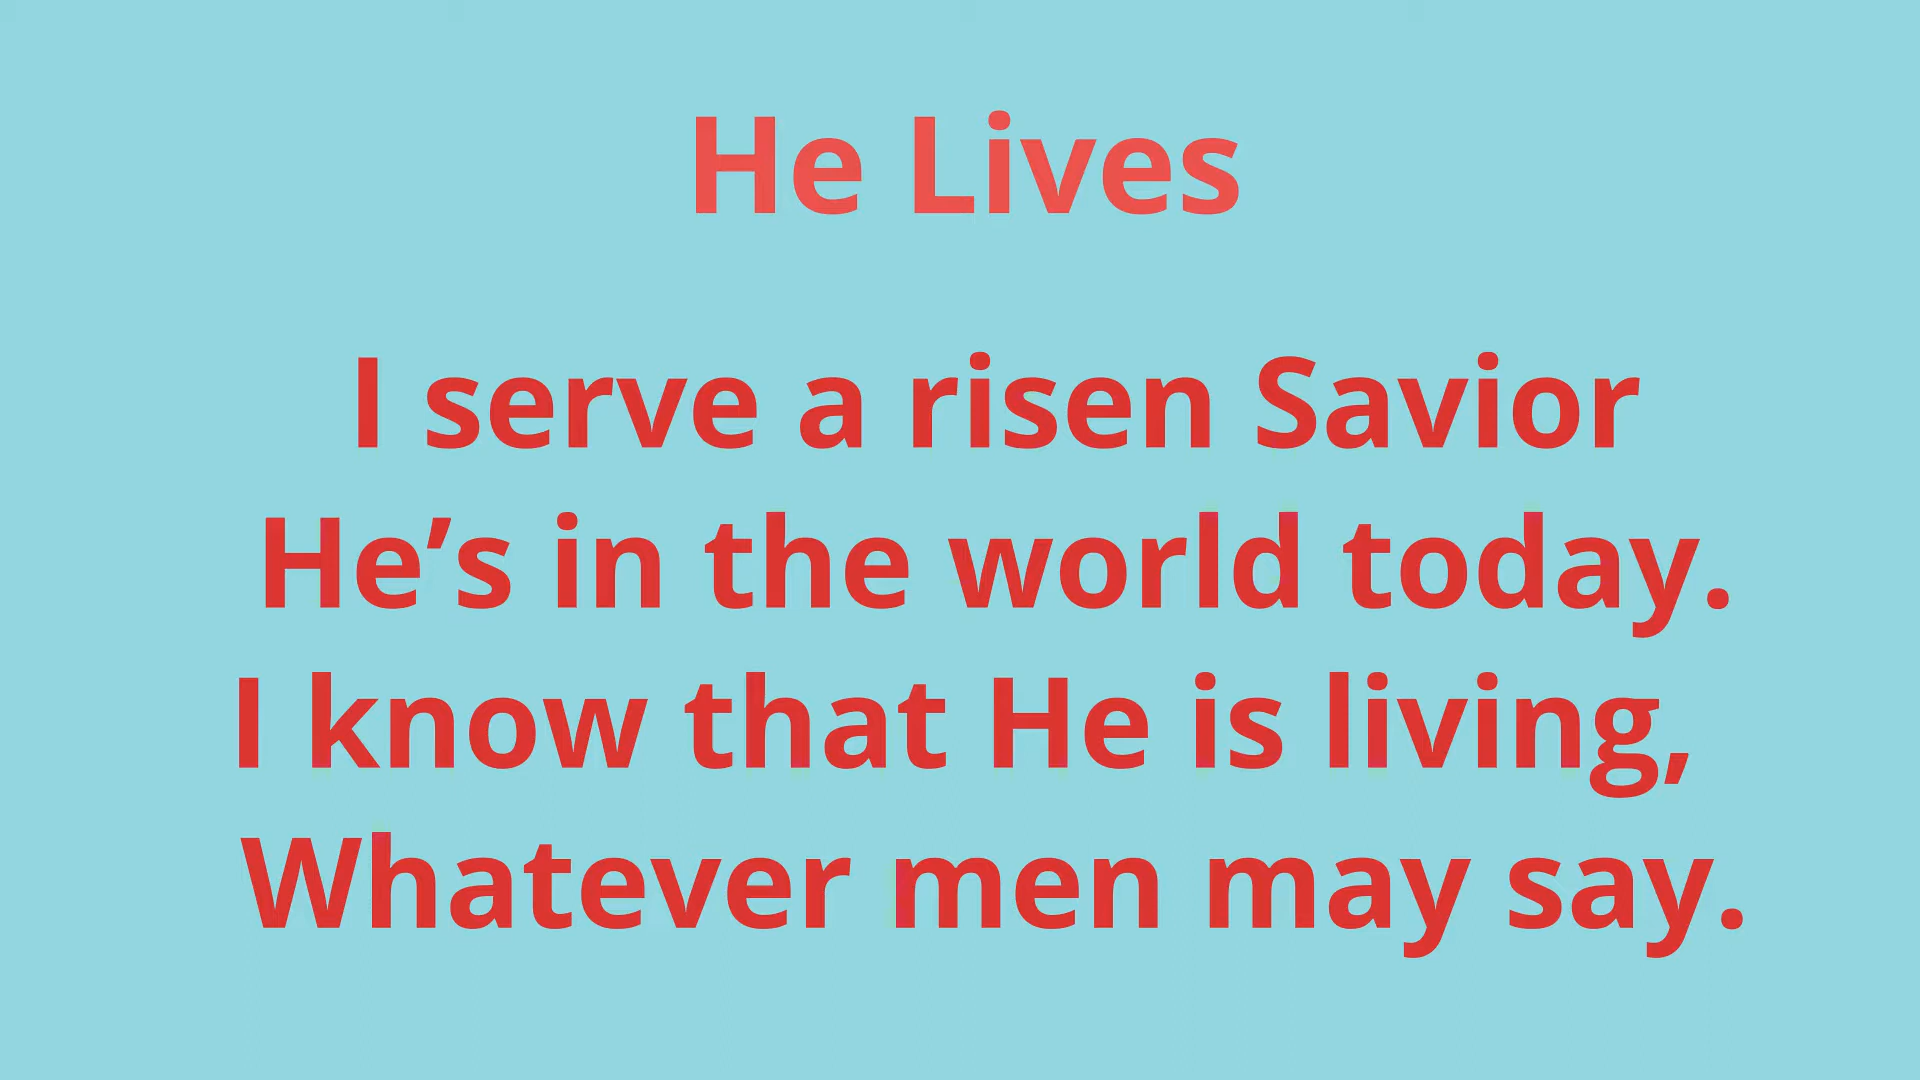 He Lives
I serve a risen Savior
He’s in the world today.
I know that He is living,
Whatever men may say.